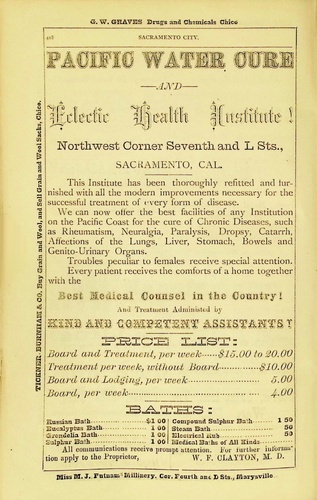 G. W. GRAVES Drugs and Chemicals Chico
SACRAMENTO CITY.
PACIFIC WATER CURE
—AND—
Eclectic Health Institute!
Northwest Corner Seventh and L Sts.,
SACRAMENTO, CAL.
This Institute has been thoroughly refitted and fur-
nished with all the modern improvements necessary for the
successful treatment of every form of disease.
We can now offer the best facilities of any Institution
on the Pacific Coast for the cure of Chronic Diseases, such
as Rheumatism, Neuralgia, Paralysis, Dropsy, Catarrh,
Affections of the Lungs, Liver, Stomach, Bowels and
Genito-Urinary Organs.
Troubles peculiar to females receive special attention.
Every patient receives the comforts of a home together
with the
Best Medical Counsel in the Country!
And Treatment Administed by
KIND AND COMPETENT ASSISTANTS!
PRICE LIST:
Board and Treatment, per week......$15.00 to 20.00
Treatment per week, without Board..........$10.00
Board and Lodging, per week............... 5.00
Board, per week............................ 4.00
BATHS:
Russian Bath................$1 00 Compound Sulphur Bath...... 1 50
Eucalyptus Bath............. 1 00 Steam Bath................. 50
Grendelia Bath.............. 1 00 Electrical Rub............. 50
Sulphur Bath................ 1 00 Medical Baths of All Kinds.......
All communications receive prompt attention. For further infor-
mation apply to the Proprietor, W. F. CLAYTON, M. D.
Miss M. J. Putnam Millinery, Cor. Fourth and D Sts., Marysville.
TICKNER, BURNHAM & CO. Buy Grain and Wool, and Sell Grain and Wool Sacks, Chico.